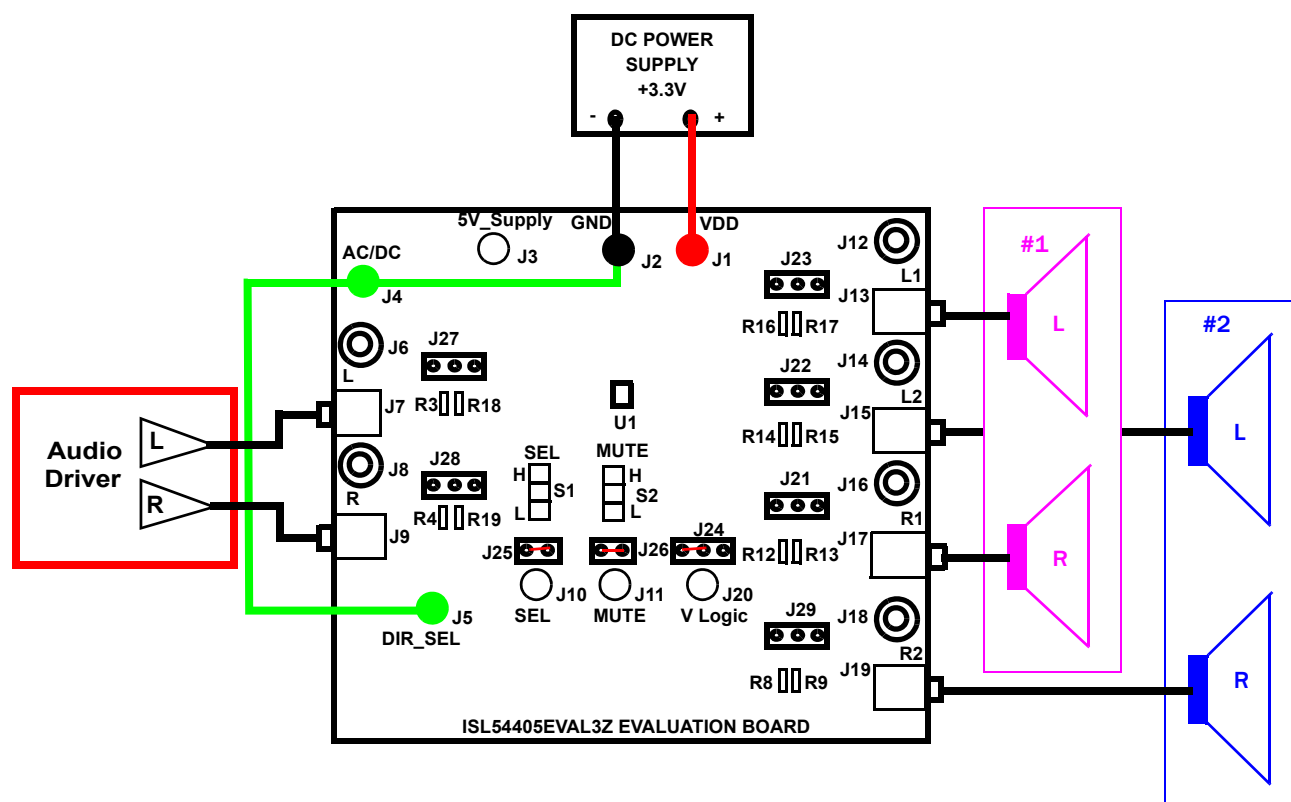 DC POWER
SUPPLY
+3.3V
- +
5V_Supply
GND
VDD
J3
J2
J1
AC/DC
J4
J12
L1
J23
J13
R16 R17
#1
L
R
#2
L
R
J6
L
J27
J7
R3 R18
J14
L2
J22
J15
R14 R15
U1
Audio
Driver
L
R
J8
R
J28
J9
R4 R19
SEL
H
S1
L
MUTE
H
S2
L
J16
R1
J21
J17
R12 R13
J25
J26
J24
J10
SEL
J11
MUTE
J20
V Logic
J5
DIR_SEL
J29
J18
R2
J19
R8 R9
ISL54405EVAL3Z EVALUATION BOARD